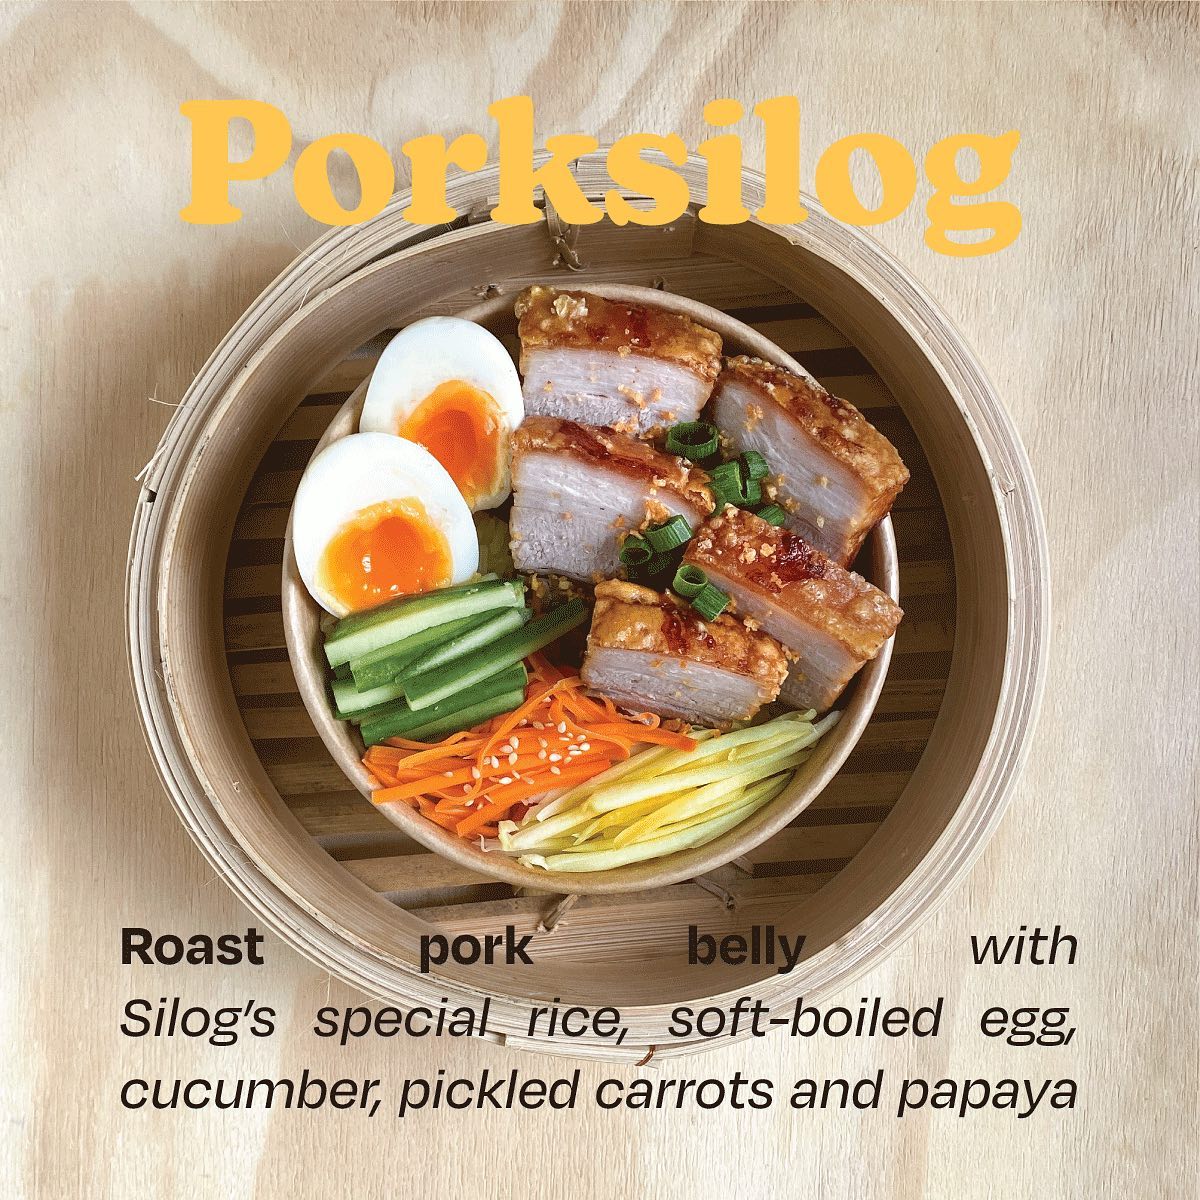 Porksilog
Roast pork belly with
Silog's special rice, soft-boiled egg,
cucumber, pickled carrots and papaya